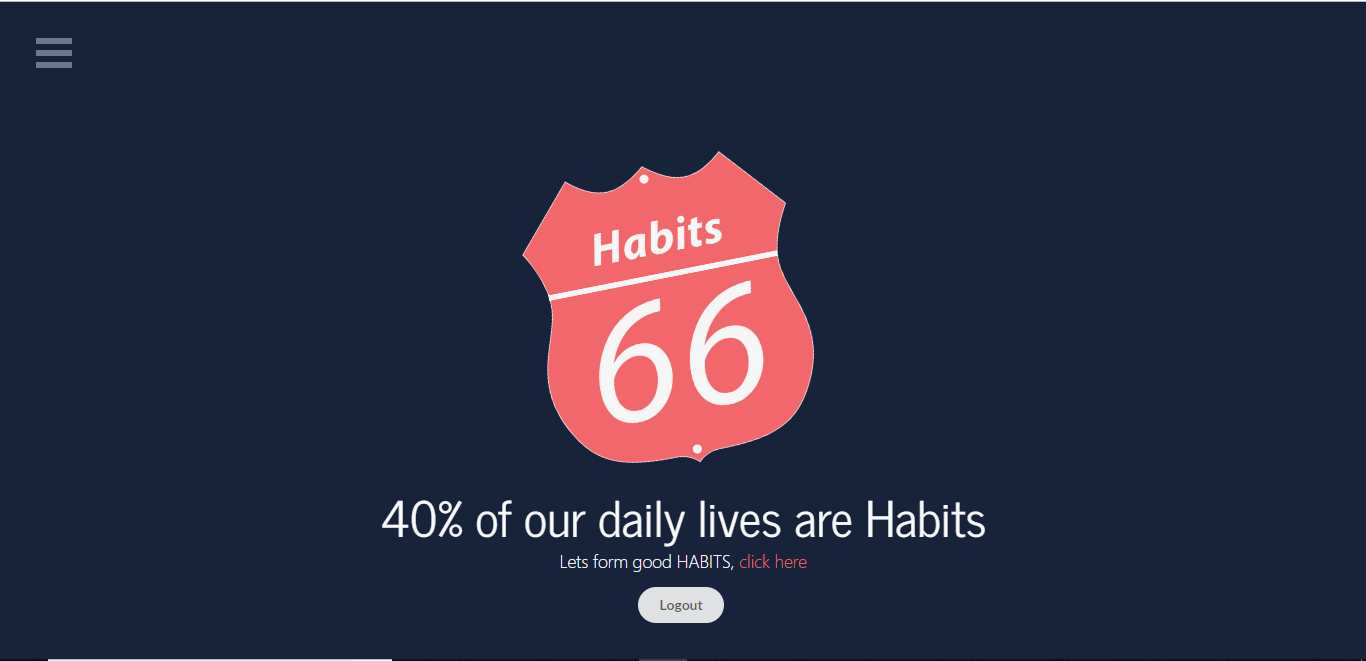 Habits
66
40% of our daily lives are Habits
Lets form good HABITS, click here
Logout